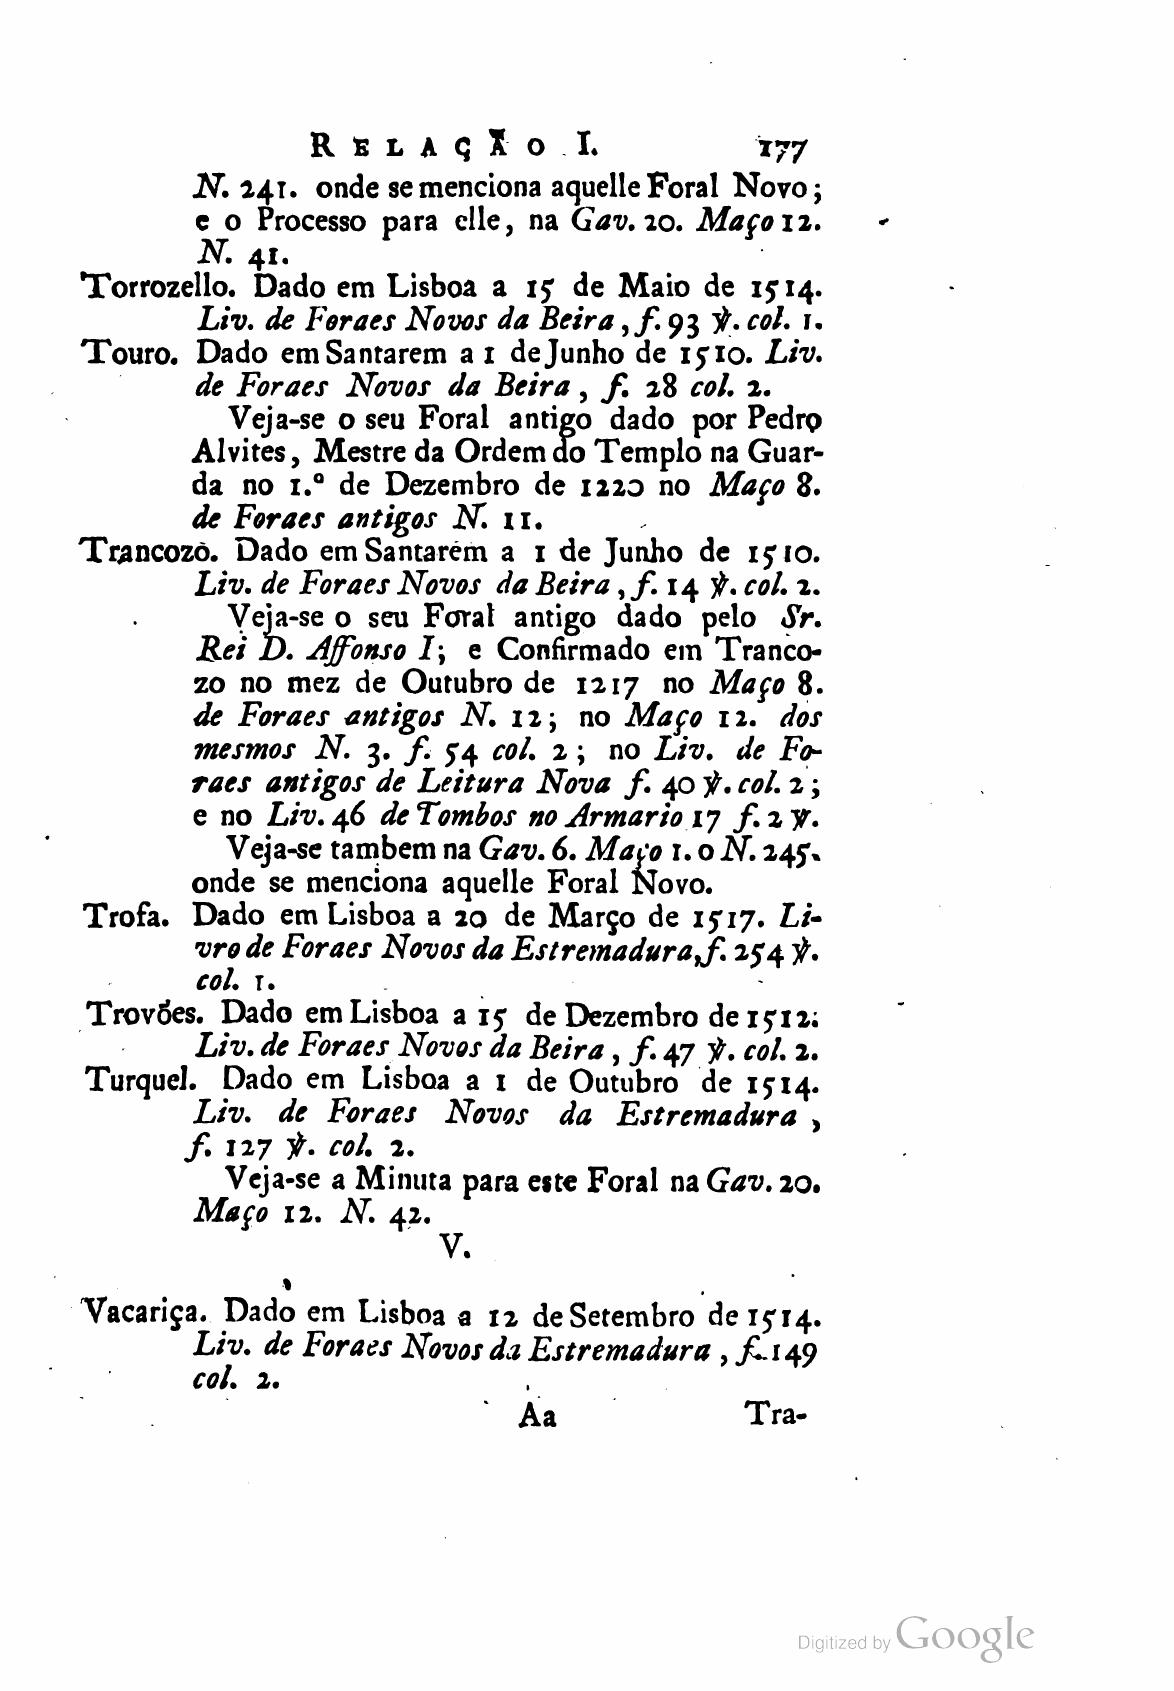 RELAÇÃO I. 177
N. 241. onde se menciona aquelle Foral Novo;
e o Processo para elle, na Gav. 20. Maço 12.
N. 41.
Torrozello. Dado em Lisboa a 15 de Maio de 1514.
Liv. de Foraes Novos da Beira, f. 93 ℣. col. 1.
Touro. Dado em Santarem a 1 de Junho de 1510. Liv.
de Foraes Novos da Beira, f. 28 col. 2.
Veja-se o seu Foral antigo dado por Pedro
Alvites, Mestre da Ordem do Templo na Guar-
da no 1.º de Dezembro de 1220 no Maço 8.
de Foraes antigos N. 11.
Trancozo. Dado em Santarem a 1 de Junho de 1510.
Liv. de Foraes Novos da Beira, f. 14 ℣. col. 2.
Veja-se o seu Foral antigo dado pelo Sr.
Rei D. Affonso I; e Confirmado em Tranco-
zo no mez de Outubro de 1217 no Maço 8.
de Foraes antigos N. 12; no Maço 12. dos
mesmos N. 3. f. 54 col. 2; no Liv. de Fo-
raes antigos de Leitura Nova f. 40 ℣. col. 2;
e no Liv. 46 de Tombos no Armario 17 f. 2 ℣.
Veja-se tambem na Gav. 6. Maço 1. o N. 245.
onde se menciona aquelle Foral Novo.
Trofa. Dado em Lisboa a 20 de Março de 1517. Li-
vro de Foraes Novos da Estremadura, f. 254 ℣.
col. 1.
Trovões. Dado em Lisboa a 15 de Dezembro de 1512.
Liv. de Foraes Novos da Beira, f. 47 ℣. col. 2.
Turquel. Dado em Lisboa a 1 de Outubro de 1514.
Liv. de Foraes Novos da Estremadura,
f. 127 ℣. col. 2.
Veja-se a Minuta para este Foral na Gav. 20.
Maço 12. N. 42.
V.
Vacariça. Dado em Lisboa a 12 de Setembro de 1514.
Liv. de Foraes Novos da Estremadura, f. 149
col. 2.
Aa Tra-
Digitized by Google